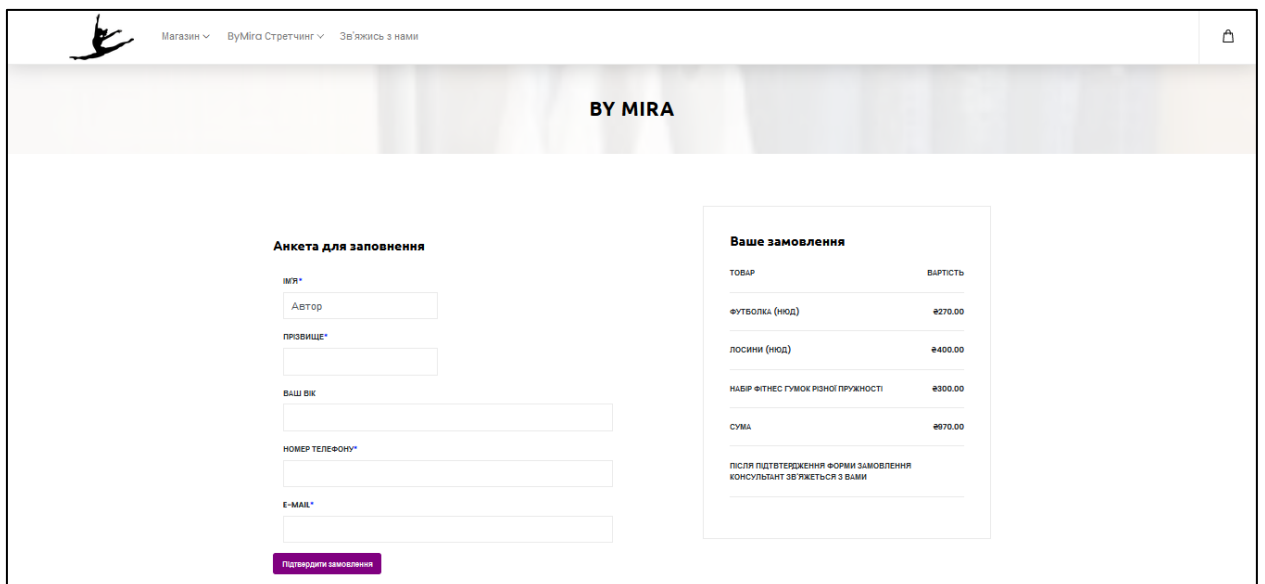 Магазин ByMira Стретчинг Зв'яжись з нами
BY MIRA
Анкета для заповнення
ІМ'Я*
Автор
ПРІЗВИЩЕ*
ВАШ ВІК
НОМЕР ТЕЛЕФОНУ*
E-MAIL*
Підтвердити замовлення
Ваше замовлення
ТОВАР ВАРТІСТЬ
ФУТБОЛКА (НЮД) ₴270.00
ЛОСИНИ (НЮД) ₴400.00
НАБІР ФІТНЕС ГУМОК РІЗНОЇ ПРУЖНОСТІ ₴300.00
СУМА ₴970.00
ПІСЛЯ ПІДТВТЕРДЖЕННЯ ФОРМИ ЗАМОВЛЕННЯ
КОНСУЛЬТАНТ ЗВ'ЯЖЕТЬСЯ З ВАМИ